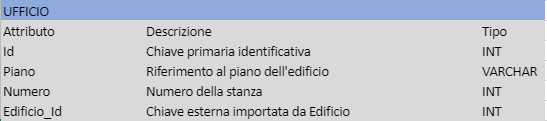 UFFICIO
Attributo Descrizione Tipo
Id Chiave primaria identificativa INT
Piano Riferimento al piano dell'edificio VARCHAR
Numero Numero della stanza INT
Edificio_Id Chiave esterna importata da Edificio INT